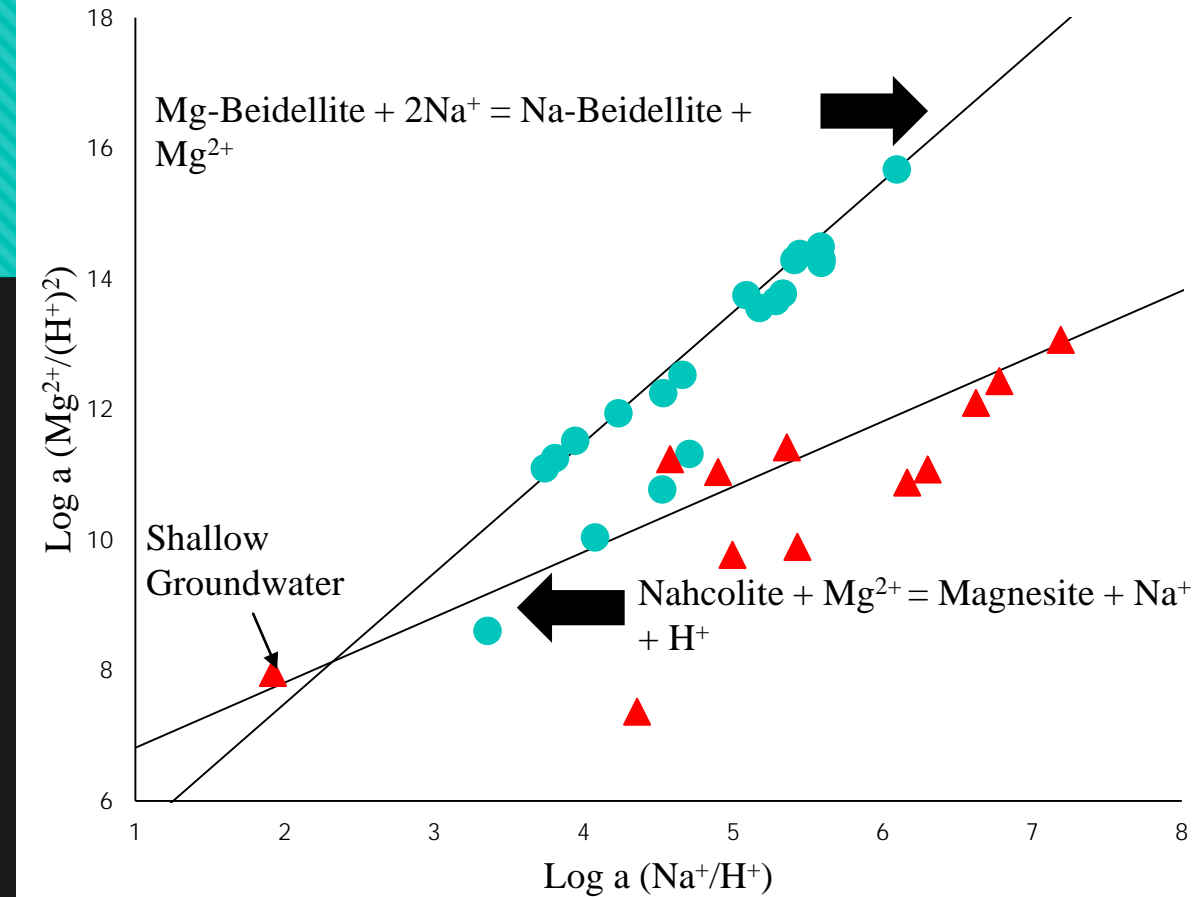 18
Mg-Beidellite + 2Na⁺ = Na-Beidellite +
Mg²⁺
16
14
12
10
8
6
Log a (Mg²⁺/(H⁺)²)
Shallow
Groundwater
Nahcolite + Mg²⁺ = Magnesite + Na⁺
+ H⁺
1 2 3 4 5 6 7 8
Log a (Na⁺/H⁺)